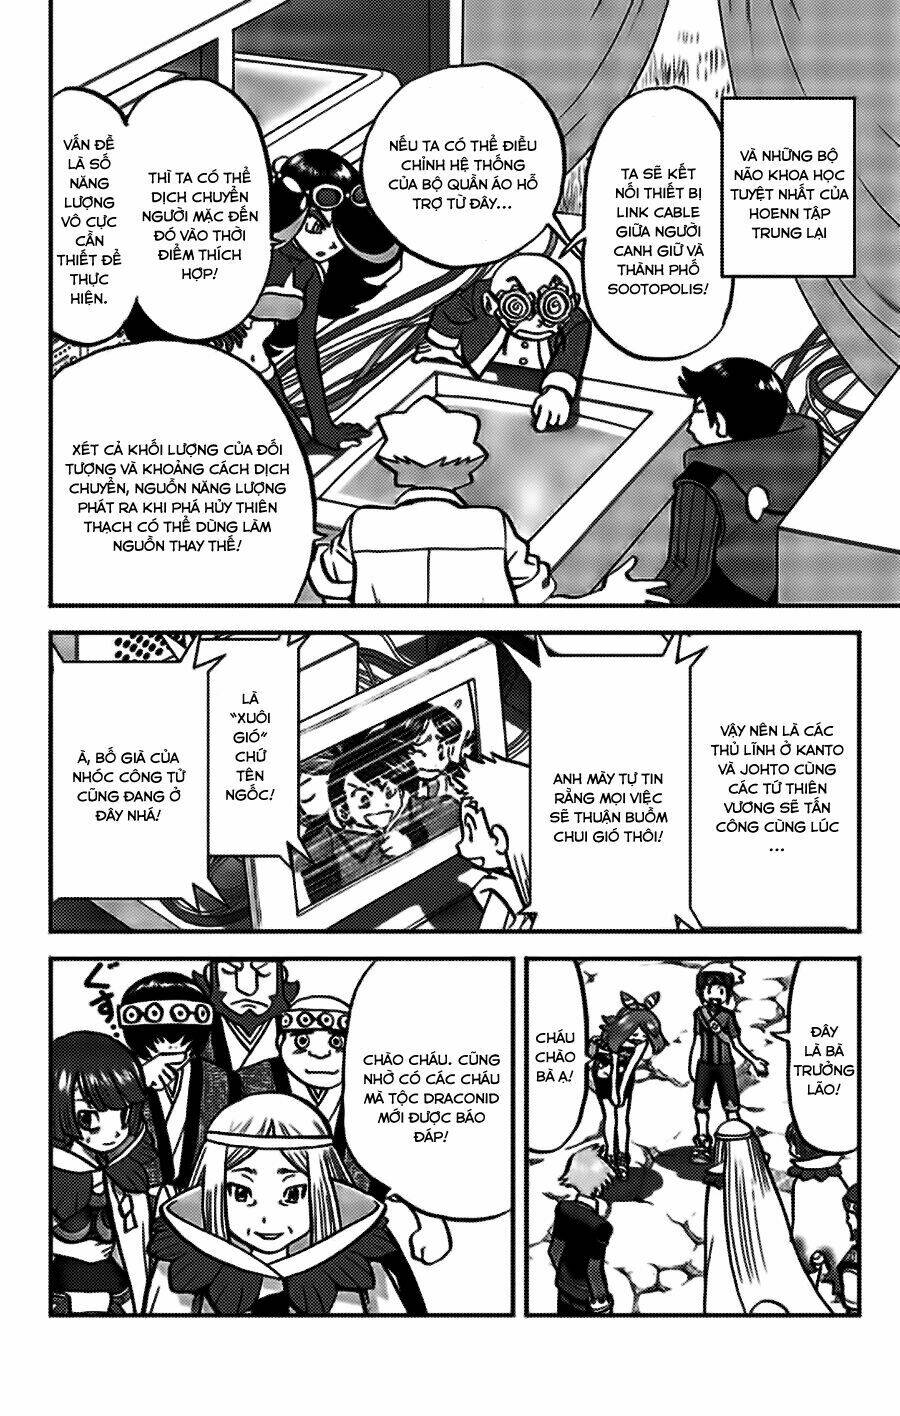 VÀ NHỮNG BỘ
NÃO KHOA HỌC
TUYỆT NHẤT CỦA
HOENN TẬP
TRUNG LẠI
TA SẼ KẾT
NỐI THIẾT BỊ
LINK CABLE
GIỮA NGƯỜI
CANH GIỮ VÀ
THÀNH PHỐ
SOOTOPOLIS!
NẾU TA CÓ THỂ ĐIỀU
CHỈNH HỆ THỐNG
CỦA BỘ QUẦN ÁO HỖ
TRỢ TỪ ĐÂY...
THÌ TA CÓ THỂ
DỊCH CHUYỂN
NGƯỜI MẶC ĐẾN
ĐÓ VÀO THỜI
ĐIỂM THÍCH
HỢP!
VẤN ĐỀ
LÀ SỐ
NĂNG
LƯỢNG
VÔ CỰC
CẦN
THIẾT ĐỂ
THỰC
HIỆN.
XÉT CẢ KHỐI LƯỢNG CỦA ĐỐI
TƯỢNG VÀ KHOẢNG CÁCH DỊCH
CHUYỂN, NGUỒN NĂNG LƯỢNG
PHÁT RA KHI PHÁ HỦY THIÊN
THẠCH CÓ THỂ DÙNG LÀM
NGUỒN THAY THẾ!
VẬY NÊN LÀ CÁC
THỦ LĨNH Ở KANTO
VÀ JOHTO CÙNG
CÁC TỨ THIÊN
VƯƠNG SẼ TẤN
CÔNG CÙNG LÚC
...
ANH MÀY TỰ TIN
RẰNG MỌI VIỆC
SẼ THUẬN BUỒM
CHUI GIÓ THÔI!
LÀ
“XUÔI
GIÓ” 
CHỨ
TÊN
NGỐC!
À, BỐ GIÀ CỦA
NHÓC CÔNG TỬ
CŨNG ĐANG Ở
ĐÂY NHÁ!
ĐÂY
LÀ BÀ
TRƯỞNG
LÃO!
CHÁU
CHÀO
BÀ Ạ!
CHÀO CHÁU. CŨNG
NHỜ CÓ CÁC CHÁU
MÀ TỘC DRACONID
MỚI ĐƯỢC BÁO
ĐÁP!
ぐす…